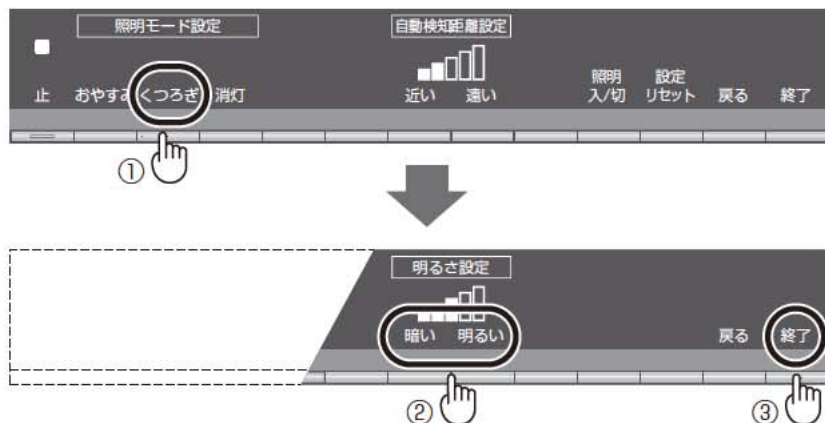 照明モード設定 自動検知距離設定
照明 設定
止 おやすみ くつろぎ 消灯 近い 遠い 入/切 リセット 戻る 終了
①
明るさ設定
暗い 明るい 戻る 終了
② ③